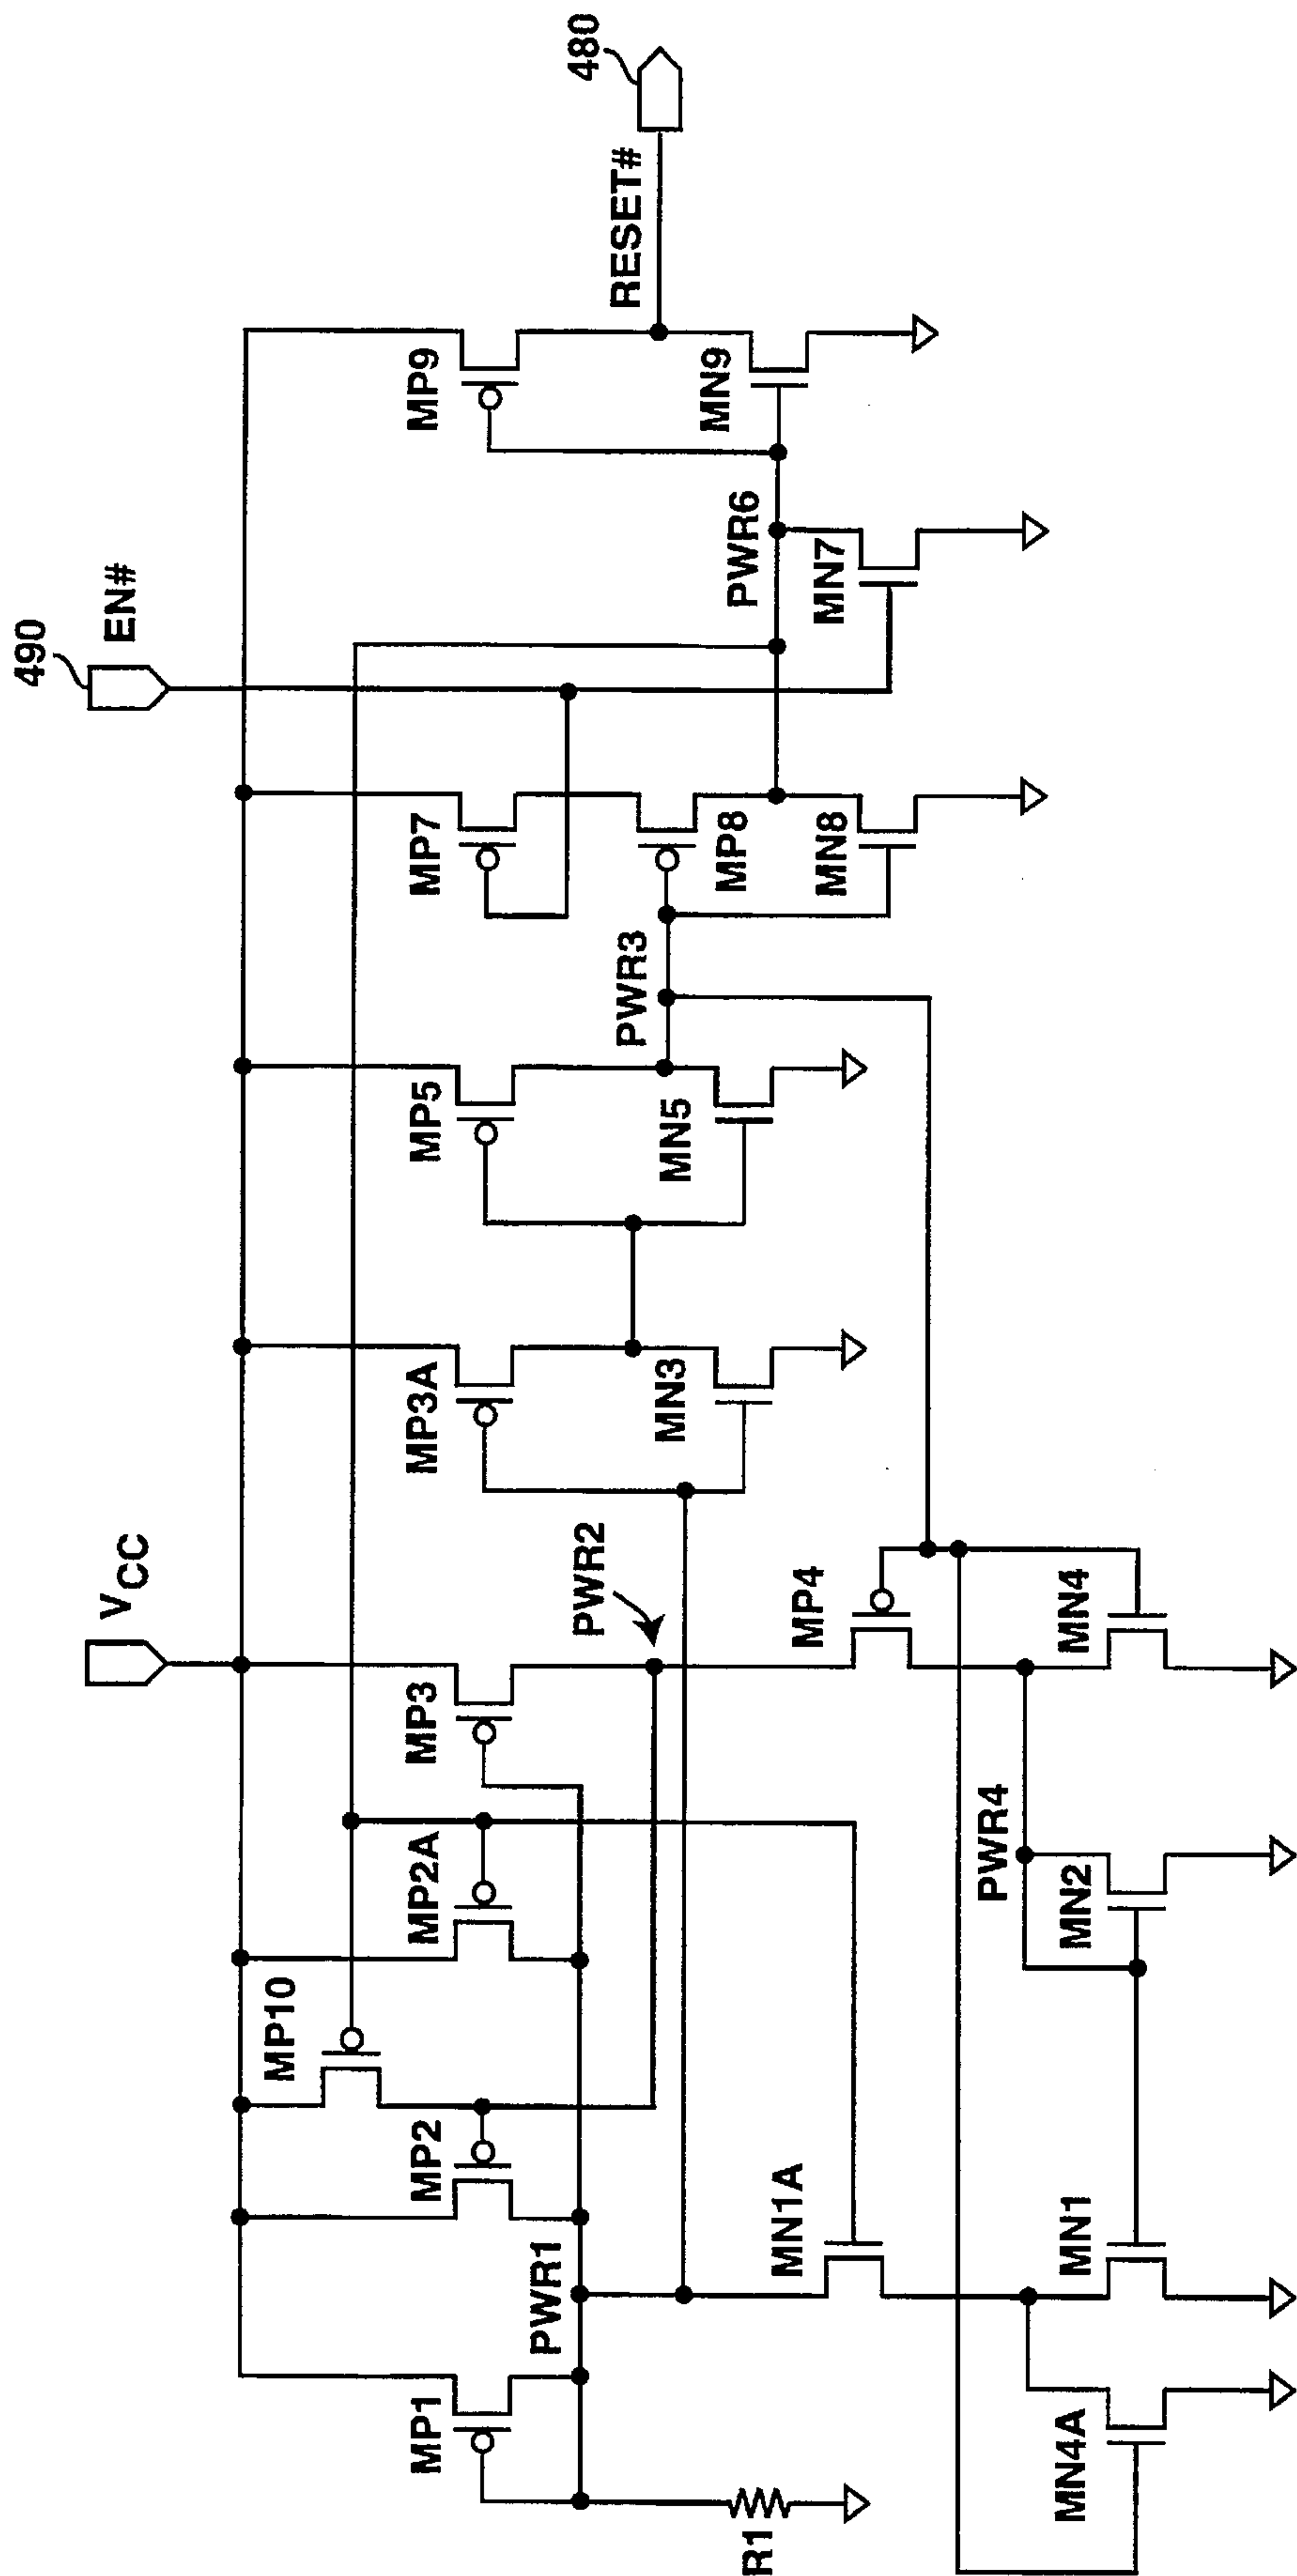 490
EN#
480
RESET#
VCC
MP9
MN9
PWR6
MN7
MP7
MP8
MN8
PWR3
MP5
MN5
MP3A
MN3
PWR2
MP3
MP4
MN4
MP2A
MP10
MP2
PWR4
MN2
PWR1
MN1A
MN1
MP1
MN4A
R1